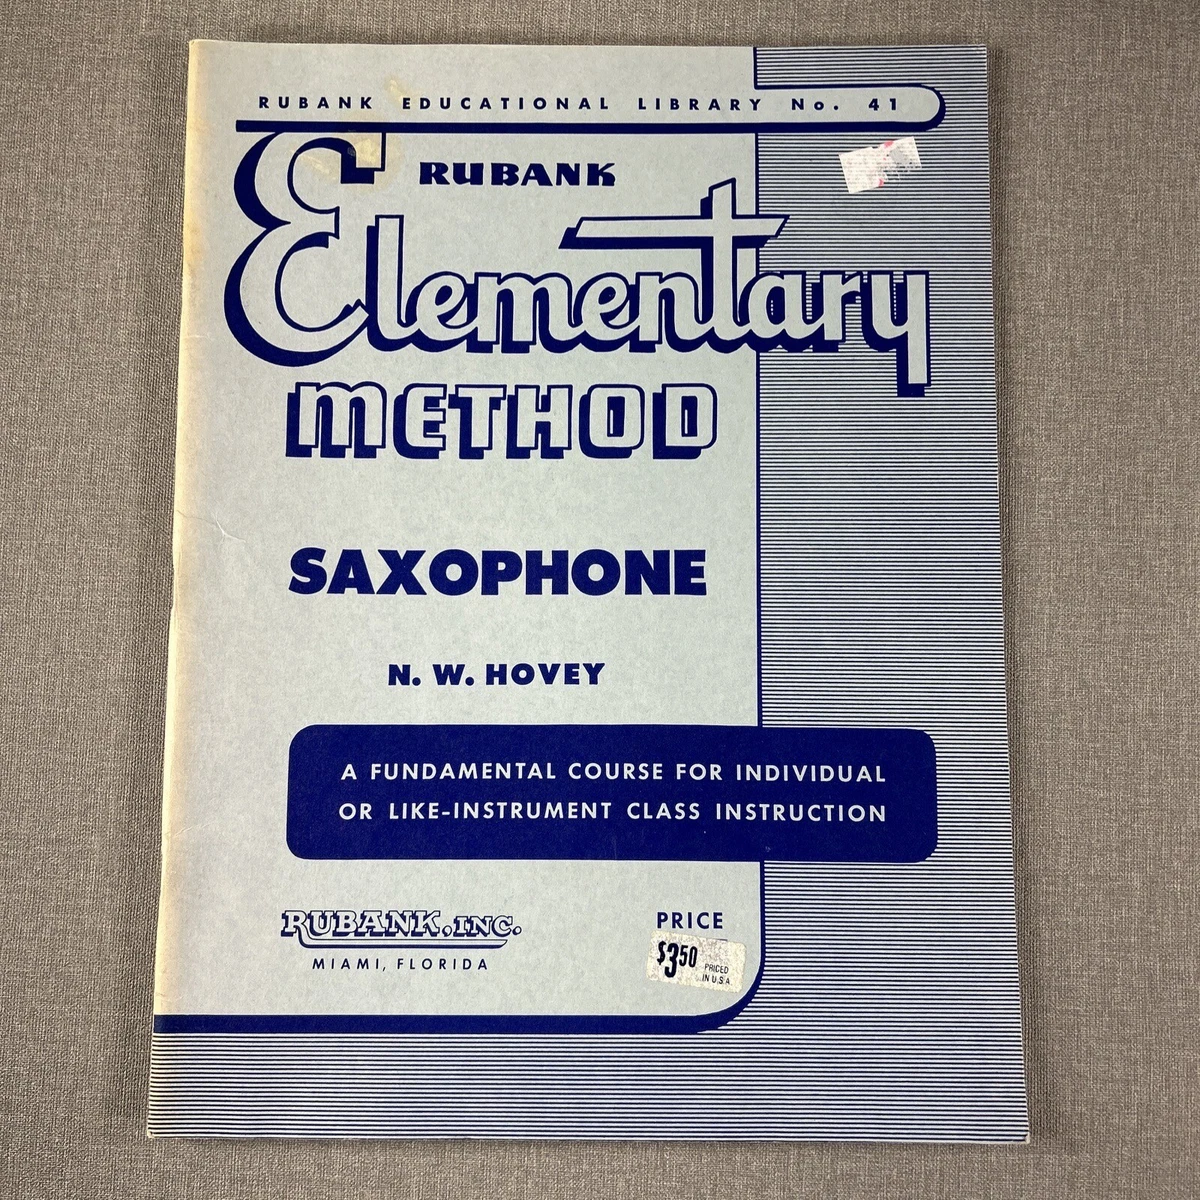 RUBANK EDUCATIONAL LIBRARY No. 41
RUBANK
Elementary
METHOD
SAXOPHONE
N. W. HOVEY
A FUNDAMENTAL COURSE FOR INDIVIDUAL
OR LIKE-INSTRUMENT CLASS INSTRUCTION
RUBANK, INC.
MIAMI, FLORIDA
PRICE
$3.50
PRICED
IN U.S.A